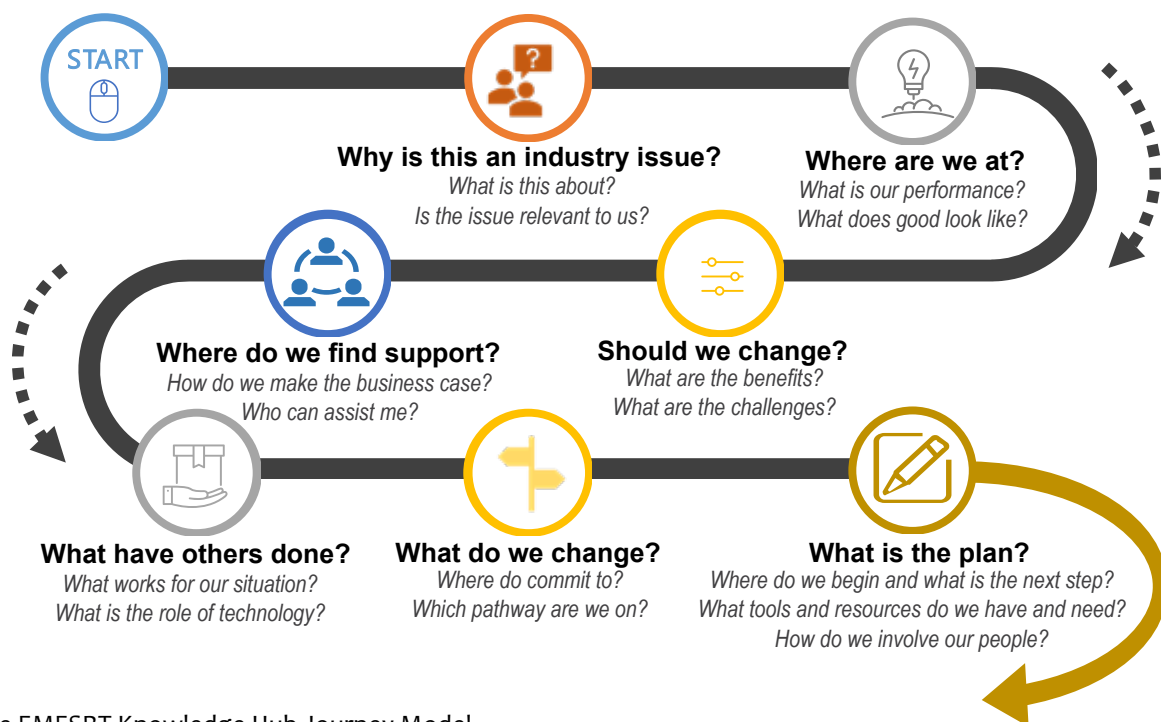 START
?
Why is this an industry issue?
What is this about?
Is the issue relevant to us?
Where are we at?
What is our performance?
What does good look like?
Should we change?
What are the benefits?
What are the challenges?
Where do we find support?
How do we make the business case?
Who can assist me?
What have others done?
What works for our situation?
What is the role of technology?
What do we change?
Where do commit to?
Which pathway are we on?
What is the plan?
Where do we begin and what is the next step?
What tools and resources do we have and need?
How do we involve our people?
EMESRT Knowledge Hub Journey Model